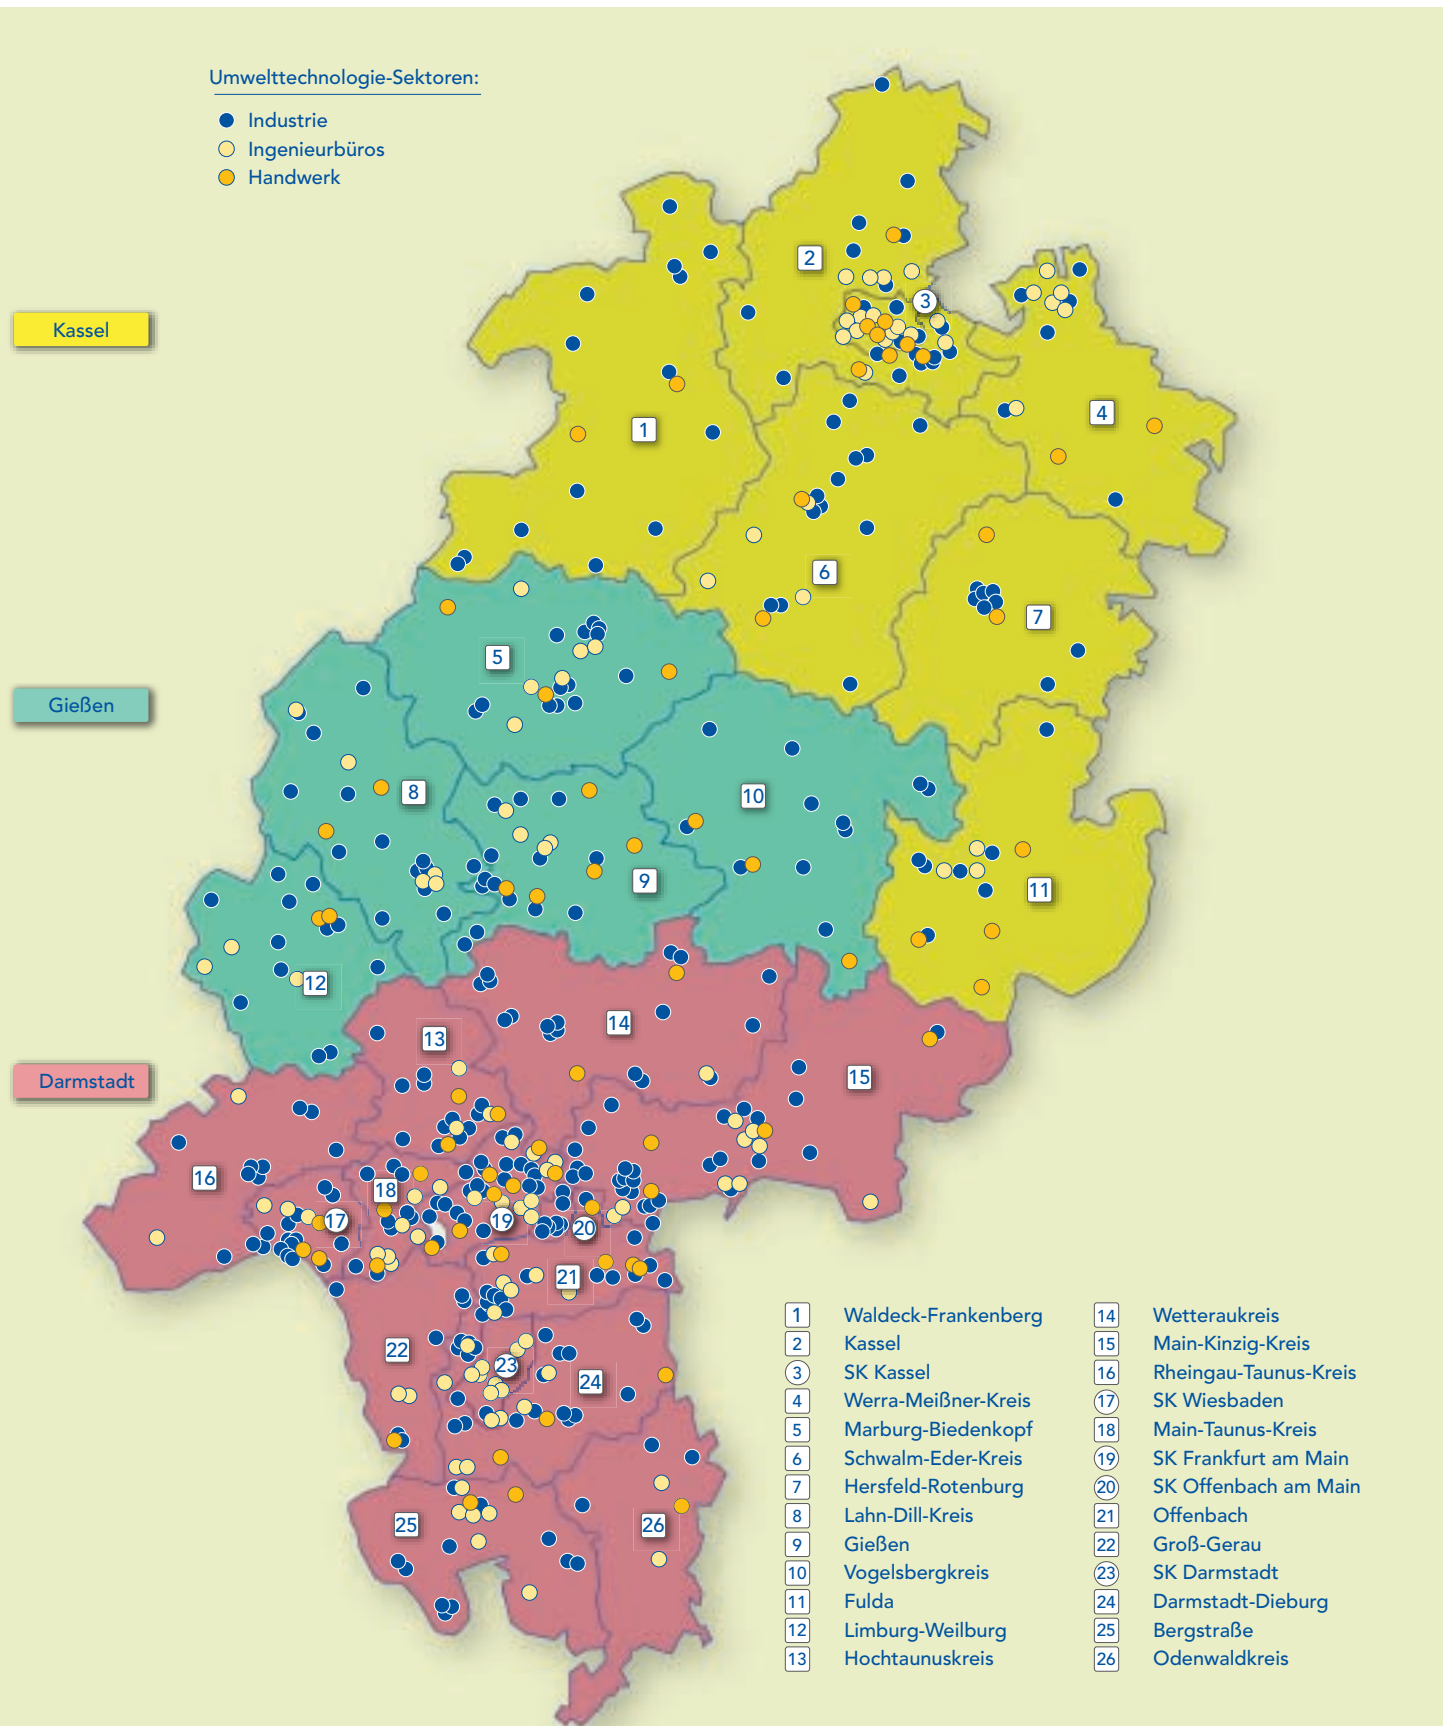 Umwelttechnologie-Sektoren:
Industrie
Ingenieurbüros
Handwerk
Kassel
Gießen
Darmstadt
1
2
3
4
5
6
7
8
9
10
11
12
13
14
15
16
17
18
19
20
21
22
23
24
25
26
1 Waldeck-Frankenberg
2 Kassel
3 SK Kassel
4 Werra-Meißner-Kreis
5 Marburg-Biedenkopf
6 Schwalm-Eder-Kreis
7 Hersfeld-Rotenburg
8 Lahn-Dill-Kreis
9 Gießen
10 Vogelsbergkreis
11 Fulda
12 Limburg-Weilburg
13 Hochtaunuskreis
14 Wetteraukreis
15 Main-Kinzig-Kreis
16 Rheingau-Taunus-Kreis
17 SK Wiesbaden
18 Main-Taunus-Kreis
19 SK Frankfurt am Main
20 SK Offenbach am Main
21 Offenbach
22 Groß-Gerau
23 SK Darmstadt
24 Darmstadt-Dieburg
25 Bergstraße
26 Odenwaldkreis